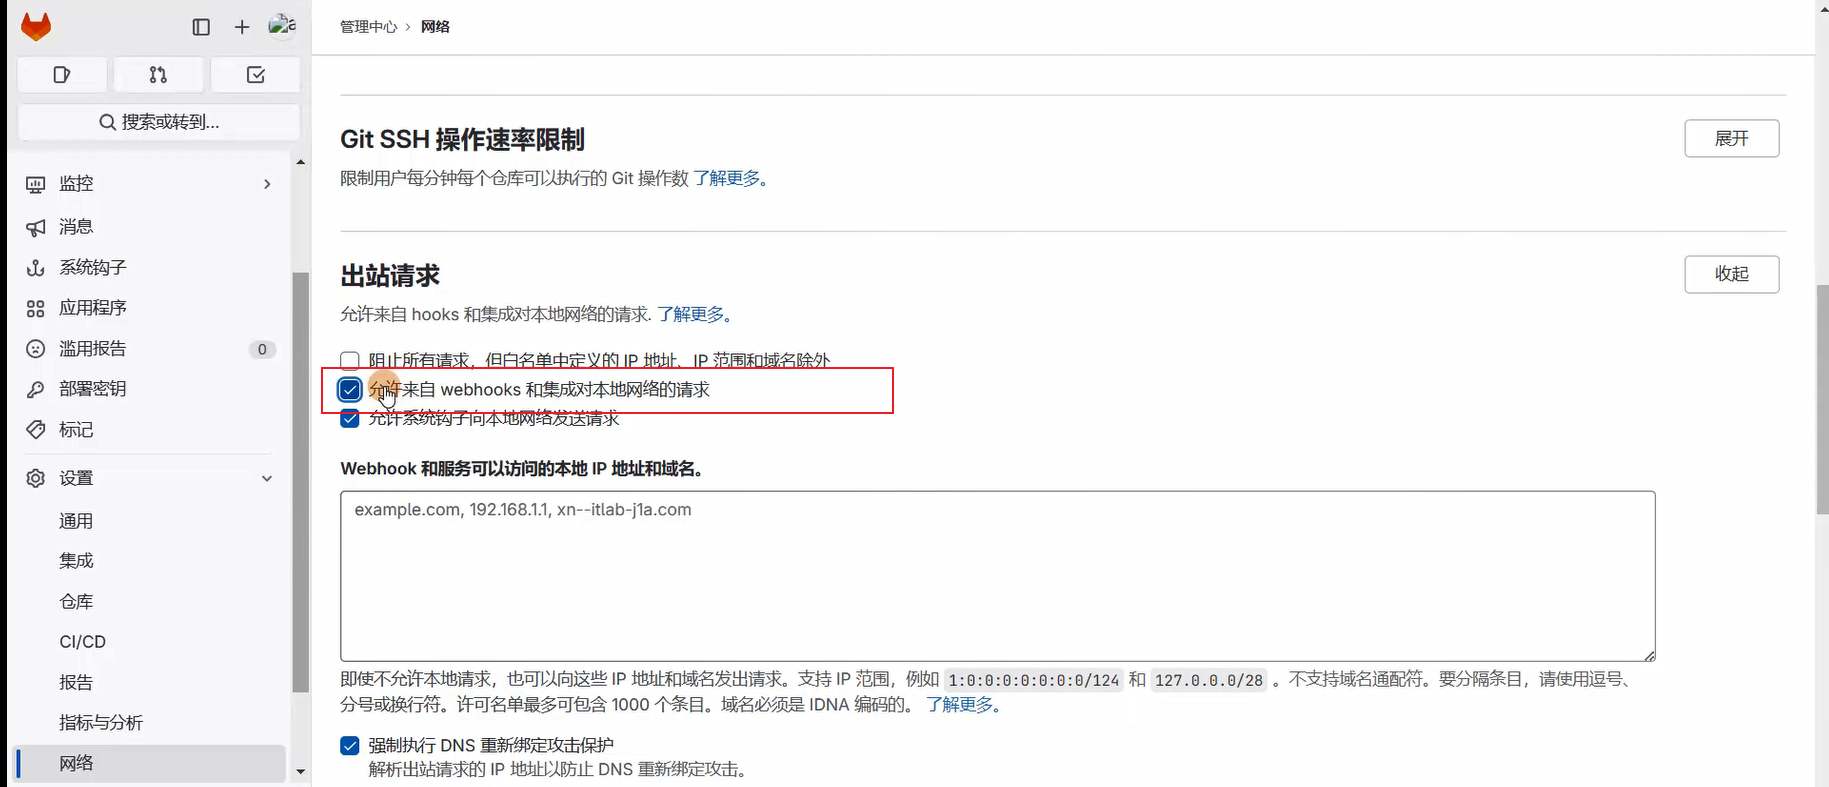 管理中心 › 网络
搜索或转到...
监控
消息
系统钩子
应用程序
滥用报告 0
部署密钥
标记
设置
通用
集成
仓库
CI/CD
报告
指标与分析
网络
Git SSH 操作速率限制
展开
限制用户每分钟每个仓库可以执行的 Git 操作数 了解更多。
出站请求
收起
允许来自 hooks 和集成对本地网络的请求. 了解更多。
阻止所有请求，但白名单中定义的 IP 地址、IP 范围和域名除外
允许来自 webhooks 和集成对本地网络的请求
允许系统钩子向本地网络发送请求
Webhook 和服务可以访问的本地 IP 地址和域名。
example.com, 192.168.1.1, xn--itlab-j1a.com
即使不允许本地请求，也可以向这些 IP 地址和域名发出请求。支持 IP 范围，例如 1:0:0:0:0:0:0:0/124 和 127.0.0.0/28 。不支持域名通配符。要分隔条目，请使用逗号、
分号或换行符。许可名单最多可包含 1000 个条目。域名必须是 IDNA 编码的。 了解更多。
强制执行 DNS 重新绑定攻击保护
解析出站请求的 IP 地址以防止 DNS 重新绑定攻击。